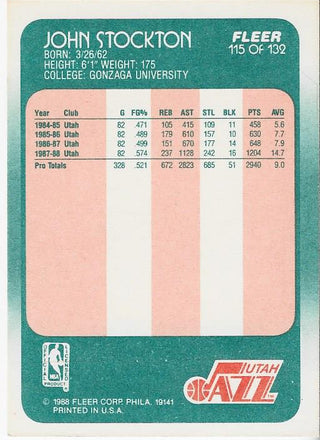 JOHN STOCKTON
FLEER
115 OF 132
BORN: 3/26/62
HEIGHT: 6'1" WEIGHT: 175
COLLEGE: GONZAGA UNIVERSITY
Year Club G FG% REB AST STL BLK PTS AVG
1984-85 Utah 82 .471 105 415 109 11 458 5.6
1985-86 Utah 82 .489 179 610 157 10 630 7.7
1986-87 Utah 82 .499 151 670 177 14 648 7.9
1987-88 Utah 82 .574 237 1128 242 16 1204 14.7
Pro Totals 328 .521 672 2823 685 51 2940 9.0
OFFICIAL LICENSED PRODUCT
NBA
UTAH
JAZZ
© 1988 FLEER CORP. PHILA. 19141
PRINTED IN U.S.A.